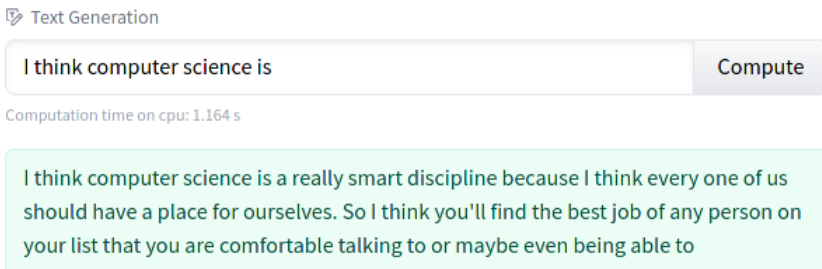 Text Generation
I think computer science is
Compute
Computation time on cpu: 1.164 s
I think computer science is a really smart discipline because I think every one of us
should have a place for ourselves. So I think you'll find the best job of any person on
your list that you are comfortable talking to or maybe even being able to